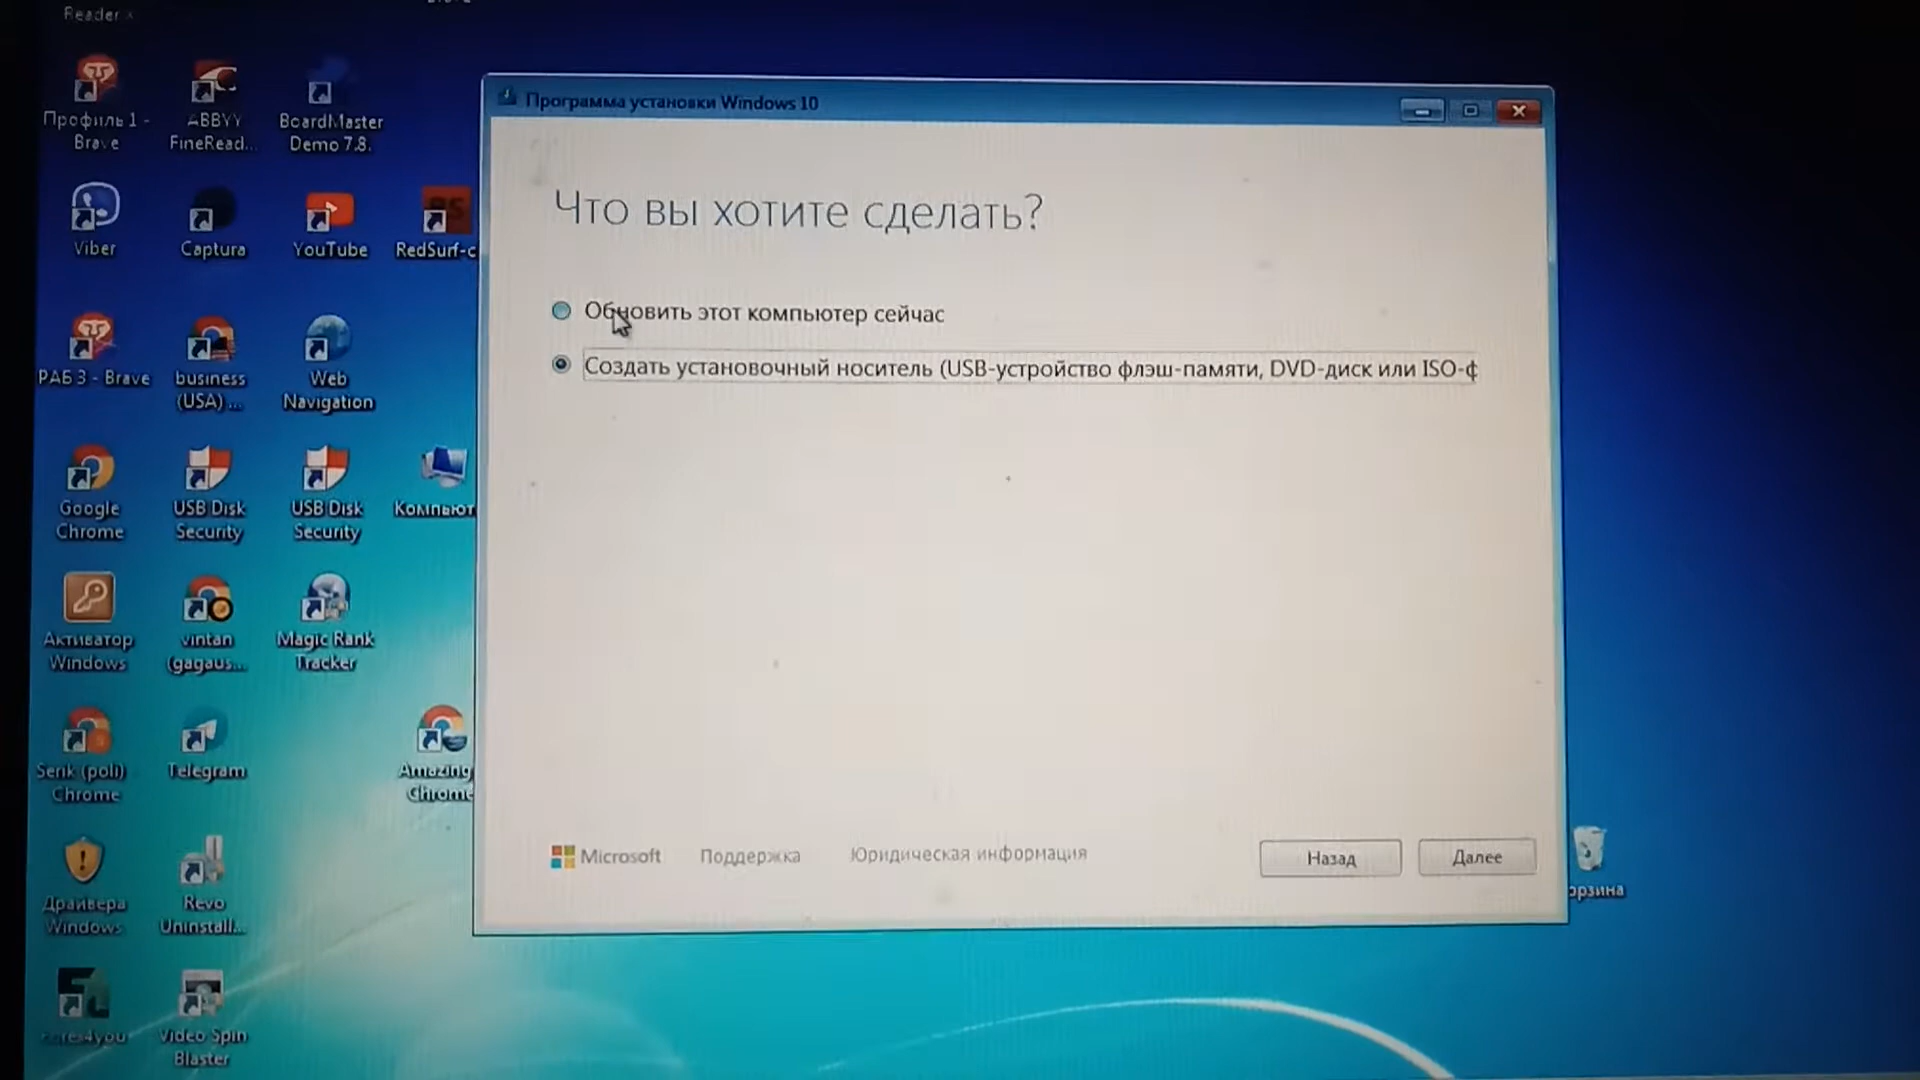 Reader
Профиль 1 -
Brave
ABBYY
FineRead...
BoardMaster
Demo 7.8.
Viber
Captura
YouTube
RedSurf-c
РАБ 3 - Brave
business
(USA) ...
Web
Navigation
Google
Chrome
USB Disk
Security
USB Disk
Security
Компьют
Активатор
Windows
vintan
(gagaus...
Magic Rank
Tracker
Serik (poli)
Chrome
Telegram
Amazing
Chrome
Драйвера
Windows
Revo
Uninstall...
Video Spin
Blaster
Программа установки Windows 10
Что вы хотите сделать?
Обновить этот компьютер сейчас
Создать установочный носитель (USB-устройство флэш-памяти, DVD-диск или ISO-ф
Microsoft
Поддержка
Юридическая информация
Назад
Далее
орзина